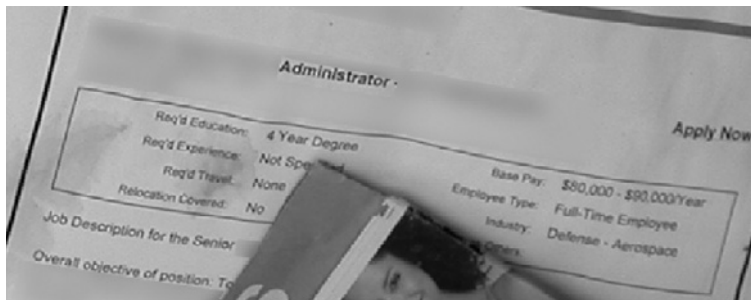 Administrator -
Apply Now
Req'd Education: 4 Year Degree
Req'd Experience: Not
Req'd Travel: None
Relocation Covered: No
Base Pay: $80,000 - $90,000/Year
Employee Type: Full-Time Employee
Industry: Defense - Aerospace
Others:
Job Description for the Senior
Overall objective of position: To